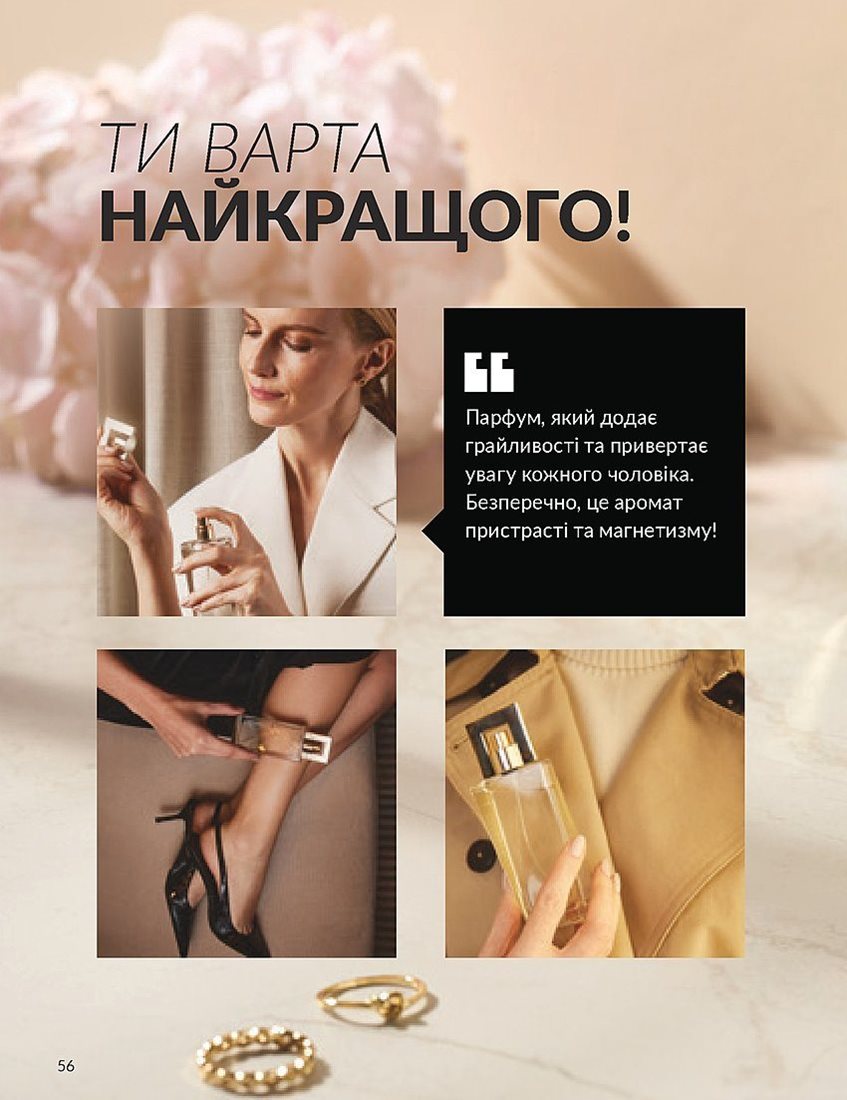 ТИ ВАРТА
НАЙКРАЩОГО!
Парфум, який додає
грайливості та привертає
увагу кожного чоловіка.
Безперечно, це аромат
пристрасті та магнетизму!
56